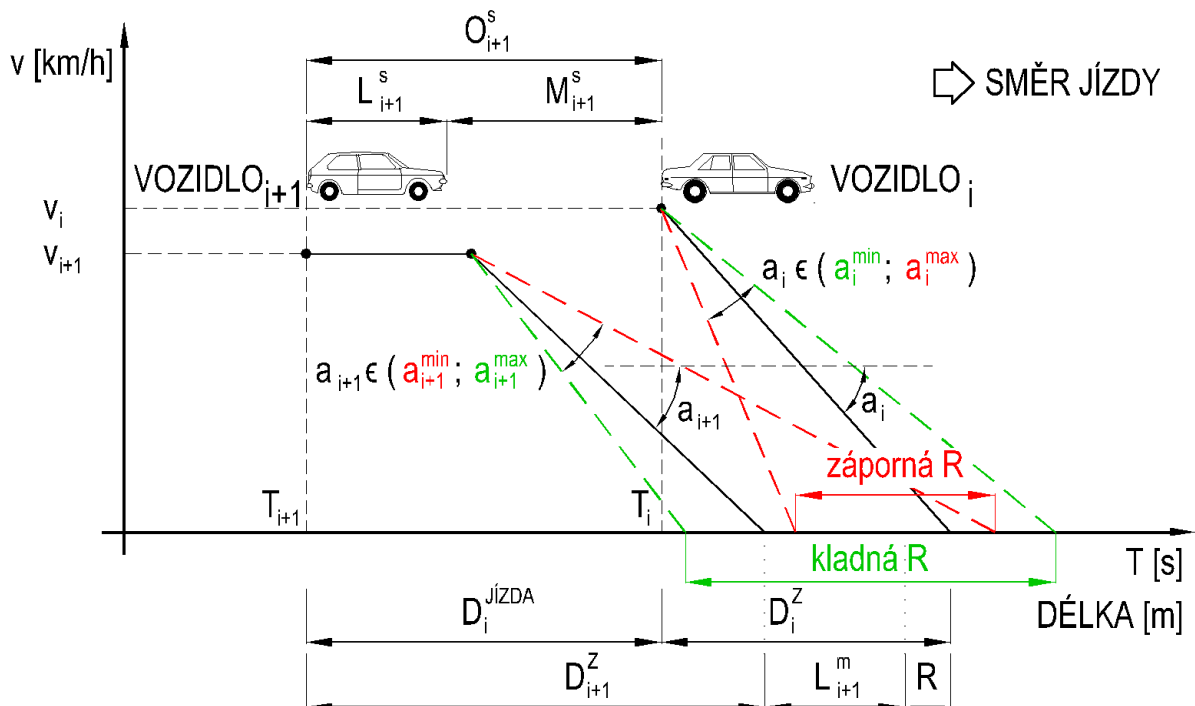 O^s_{i+1}
v [km/h]
L^s_{i+1} M^s_{i+1}
SMĚR JÍZDY
VOZIDLO_{i+1} VOZIDLO_i
v_i
v_{i+1}
a_i ϵ ( a_i^{min} ; a_i^{max} )
a_{i+1} ϵ ( a_{i+1}^{min} ; a_{i+1}^{max} )
a_{i+1} a_i
záporná R
T_{i+1} T_i
kladná R T [s]
D_i^{JÍZDA} D_i^Z DÉLKA [m]
D_{i+1}^Z L_{i+1}^m R